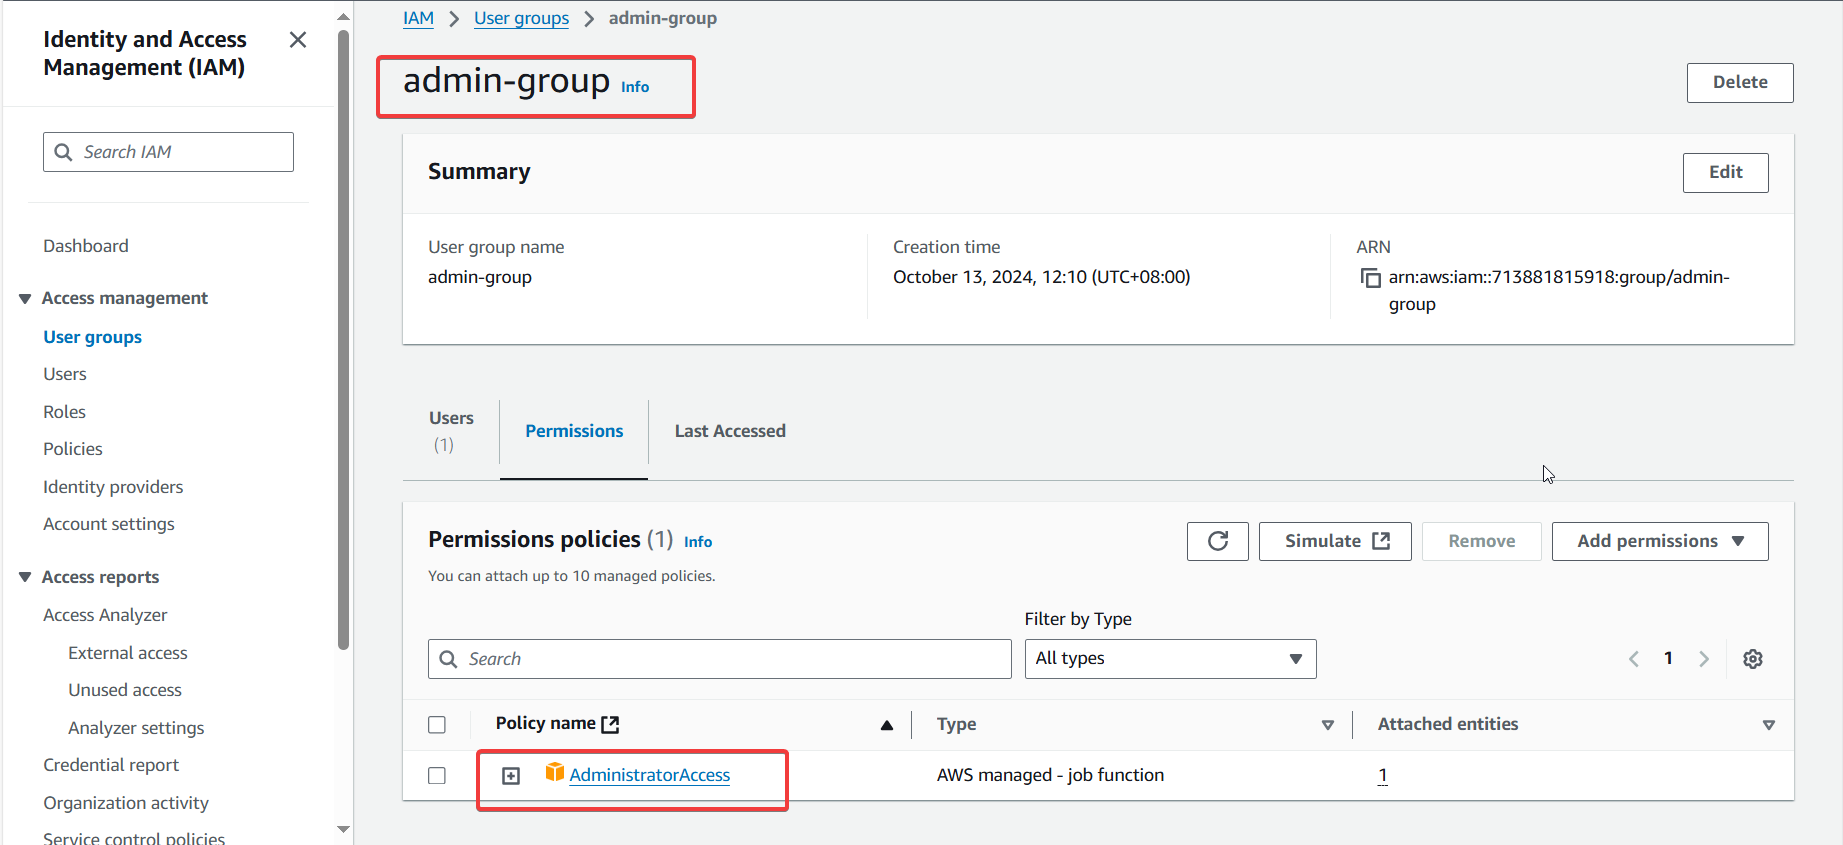 Identity and Access
Management (IAM)
Search IAM
Dashboard
Access management
User groups
Users
Roles
Policies
Identity providers
Account settings
Access reports
Access Analyzer
External access
Unused access
Analyzer settings
Credential report
Organization activity
Service control policies
IAM
User groups
admin-group
admin-group Info
Delete
Summary
Edit
User group name
admin-group
Creation time
October 13, 2024, 12:10 (UTC+08:00)
ARN
arn:aws:iam::713881815918:group/admin-
group
Users
(1)
Permissions
Last Accessed
Permissions policies (1) Info
You can attach up to 10 managed policies.
Simulate
Remove
Add permissions
Filter by Type
Search
All types
1
Policy name
Type
Attached entities
AdministratorAccess
AWS managed - job function
1